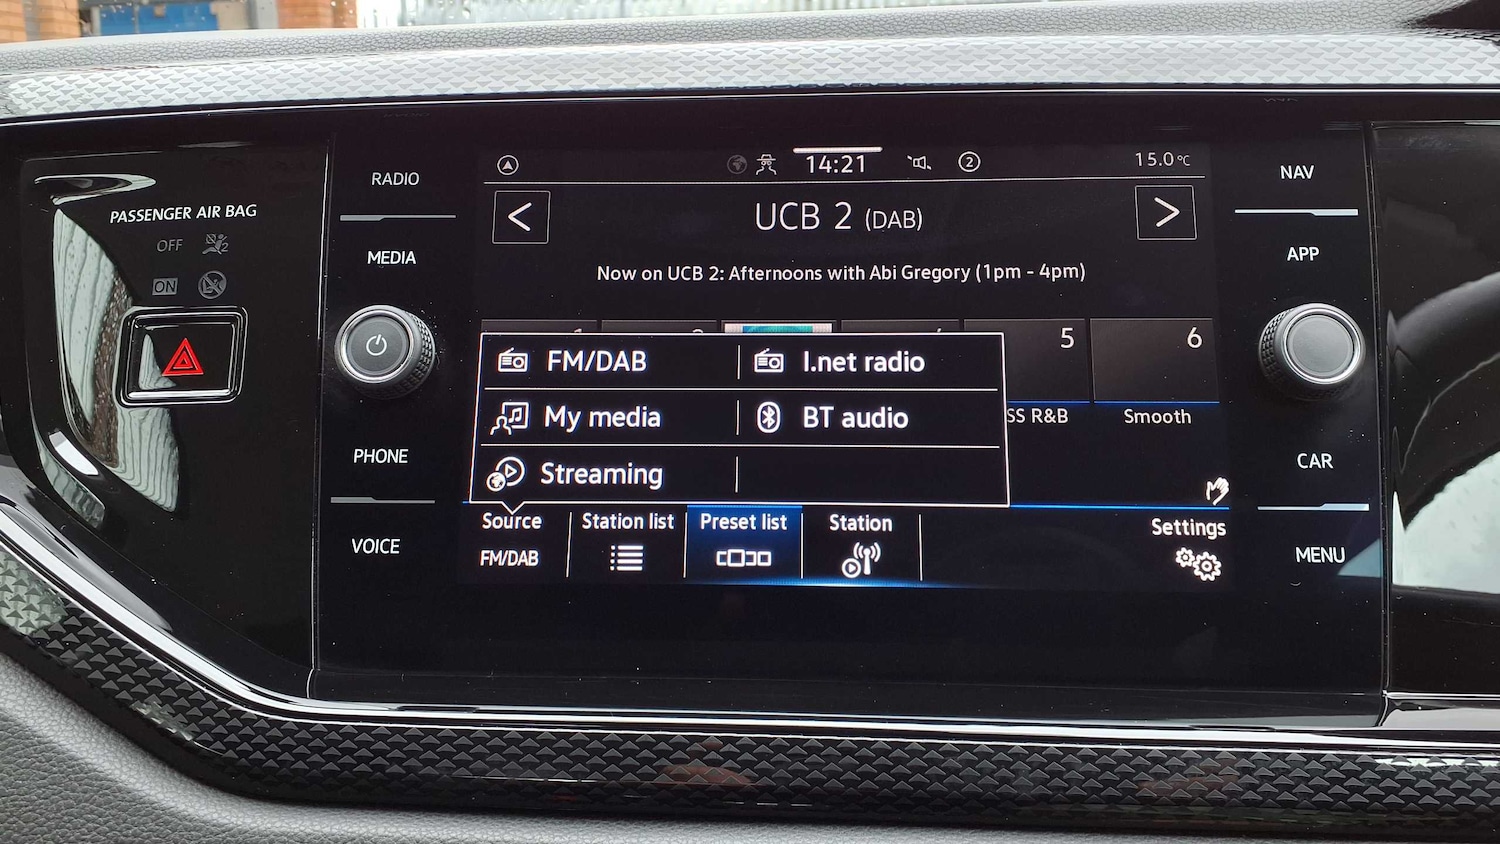 PASSENGER AIR BAG
OFF
2
ON
RADIO
MEDIA
PHONE
VOICE
14:21
2
15.0°C
<
UCB 2 (DAB)
>
Now on UCB 2: Afternoons with Abi Gregory (1pm - 4pm)
5
6
FM/DAB
I.net radio
My media
BT audio
Streaming
SS R&B
Smooth
Source
FM/DAB
Station list
Preset list
Station
Settings
NAV
APP
CAR
MENU